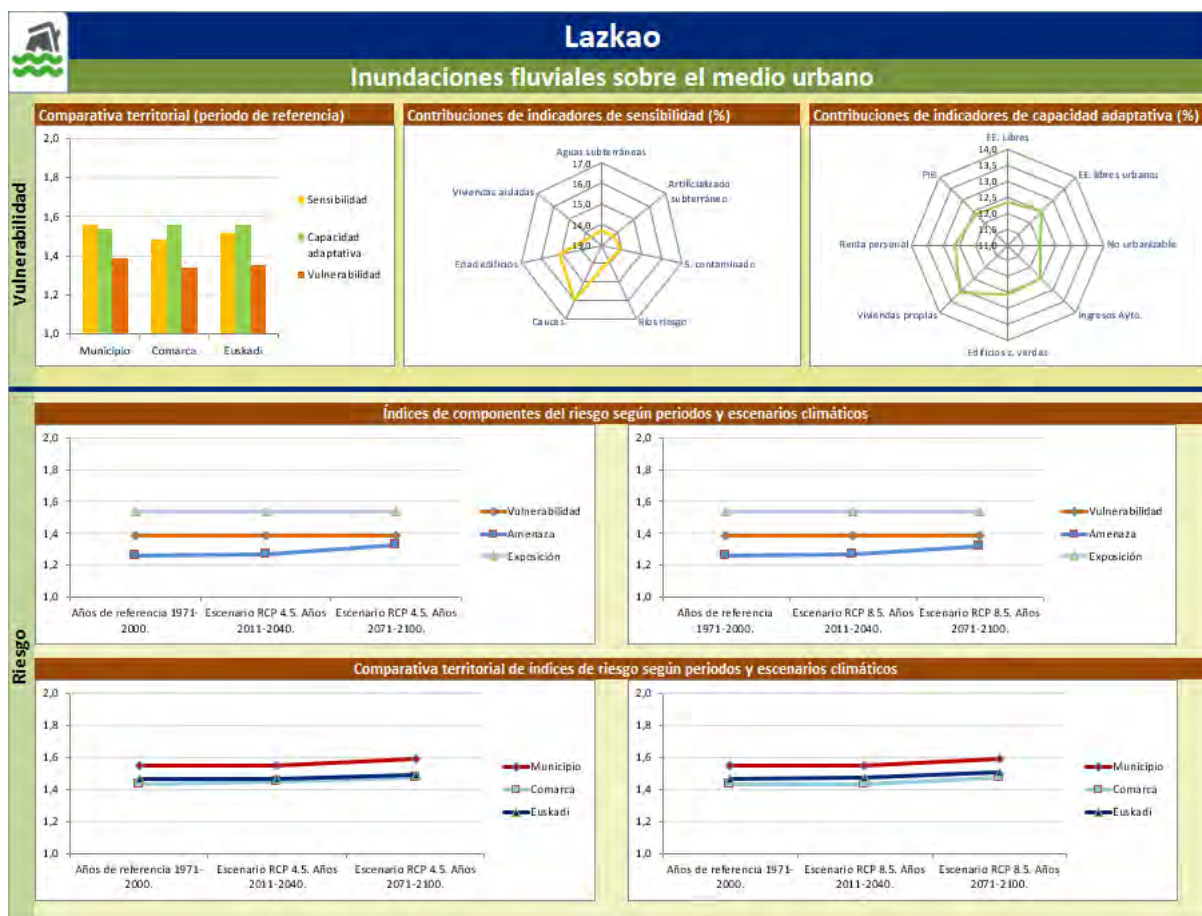 Lazkao
Inundaciones fluviales sobre el medio urbano
Vulnerabilidad
Comparativa territorial (periodo de referencia)
2,0
1,8
1,6
1,4
1,2
1,0
Municipio
Comarca
Euskadi
Sensibilidad
Capacidad
adaptativa
Vulnerabilidad
Contribuciones de indicadores de sensibilidad (%)
Aguas subterráneas
Artificializado
subterráneo
S. contaminado
Ríos riesgo
Cauces
Edad edificios
Viviendas aisladas
17,0
16,0
15,0
14,0
13,0
Contribuciones de indicadores de capacidad adaptativa (%)
EE. Libres
EE. libres urbanos
No urbanizable
Ingresos Ayto.
Edificios z. verdes
Viviendas propias
Renta personal
PIB
14,0
13,5
13,0
12,5
12,0
11,5
11,0
Riesgo
Índices de componentes del riesgo según periodos y escenarios climáticos
2,0
1,8
1,6
1,4
1,2
1,0
Años de referencia 1971-
2000.
Escenario RCP 4.5. Años
2011-2040.
Escenario RCP 4.5. Años
2071-2100.
Vulnerabilidad
Amenaza
Exposición
2,0
1,8
1,6
1,4
1,2
1,0
Años de referencia
1971-2000.
Escenario RCP 8.5. Años
2011-2040.
Escenario RCP 8.5. Años
2071-2100.
Vulnerabilidad
Amenaza
Exposición
Comparativa territorial de índices de riesgo según periodos y escenarios climáticos
2,0
1,8
1,6
1,4
1,2
1,0
Años de referencia 1971-
2000.
Escenario RCP 4.5. Años
2011-2040.
Escenario RCP 4.5. Años
2071-2100.
Municipio
Comarca
Euskadi
2,0
1,8
1,6
1,4
1,2
1,0
Años de referencia 1971-
2000.
Escenario RCP 8.5. Años
2011-2040.
Escenario RCP 8.5. Años
2071-2100.
Municipio
Comarca
Euskadi